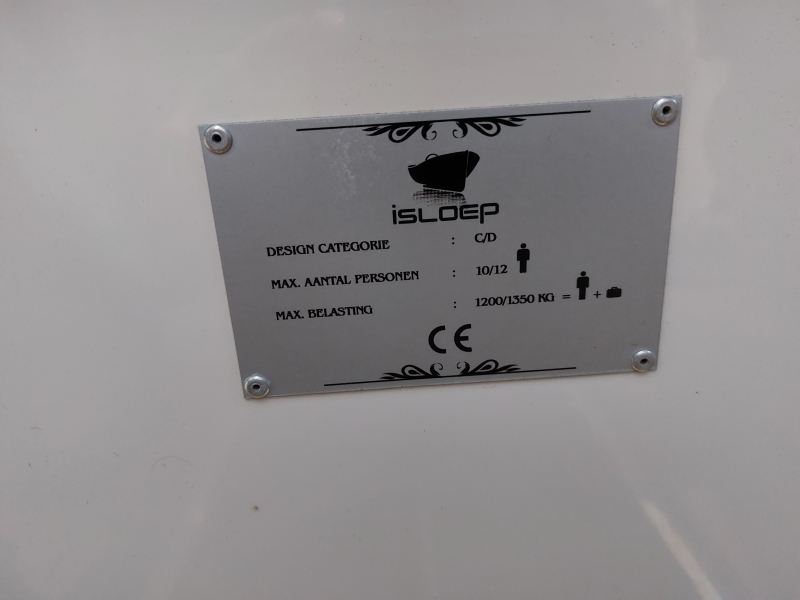 iSLOEP
DESIGN CATEGORIE : C/D
MAX. AANTAL PERSONEN : 10/12
MAX. BELASTING : 1200/1350 KG = +
CE